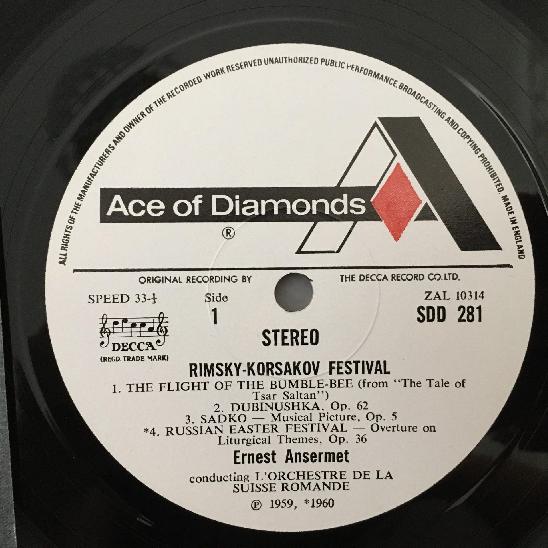 ALL RIGHTS OF THE MANUFACTURERS AND OWNER OF THE RECORDED WORK RESERVED UNAUTHORIZED PUBLIC PERFORMANCE, BROADCASTING AND COPYING PROHIBITED. MADE IN ENGLAND
Ace of Diamonds
®
ORIGINAL RECORDING BY THE DECCA RECORD CO. LTD.
SPEED 33-⅓ Side ZAL 10314
1 SDD 281
DECCA
(REGD. TRADE MARK)
STEREO
RIMSKY-KORSAKOV FESTIVAL
1. THE FLIGHT OF THE BUMBLE-BEE (from "The Tale of
Tsar Saltan")
2. DUBINUSHKA, Op. 62
3. SADKO — Musical Picture, Op. 5
*4. RUSSIAN EASTER FESTIVAL — Overture on
Liturgical Themes, Op. 36
Ernest Ansermet
conducting L'ORCHESTRE DE LA
SUISSE ROMANDE
℗ 1959, *1960